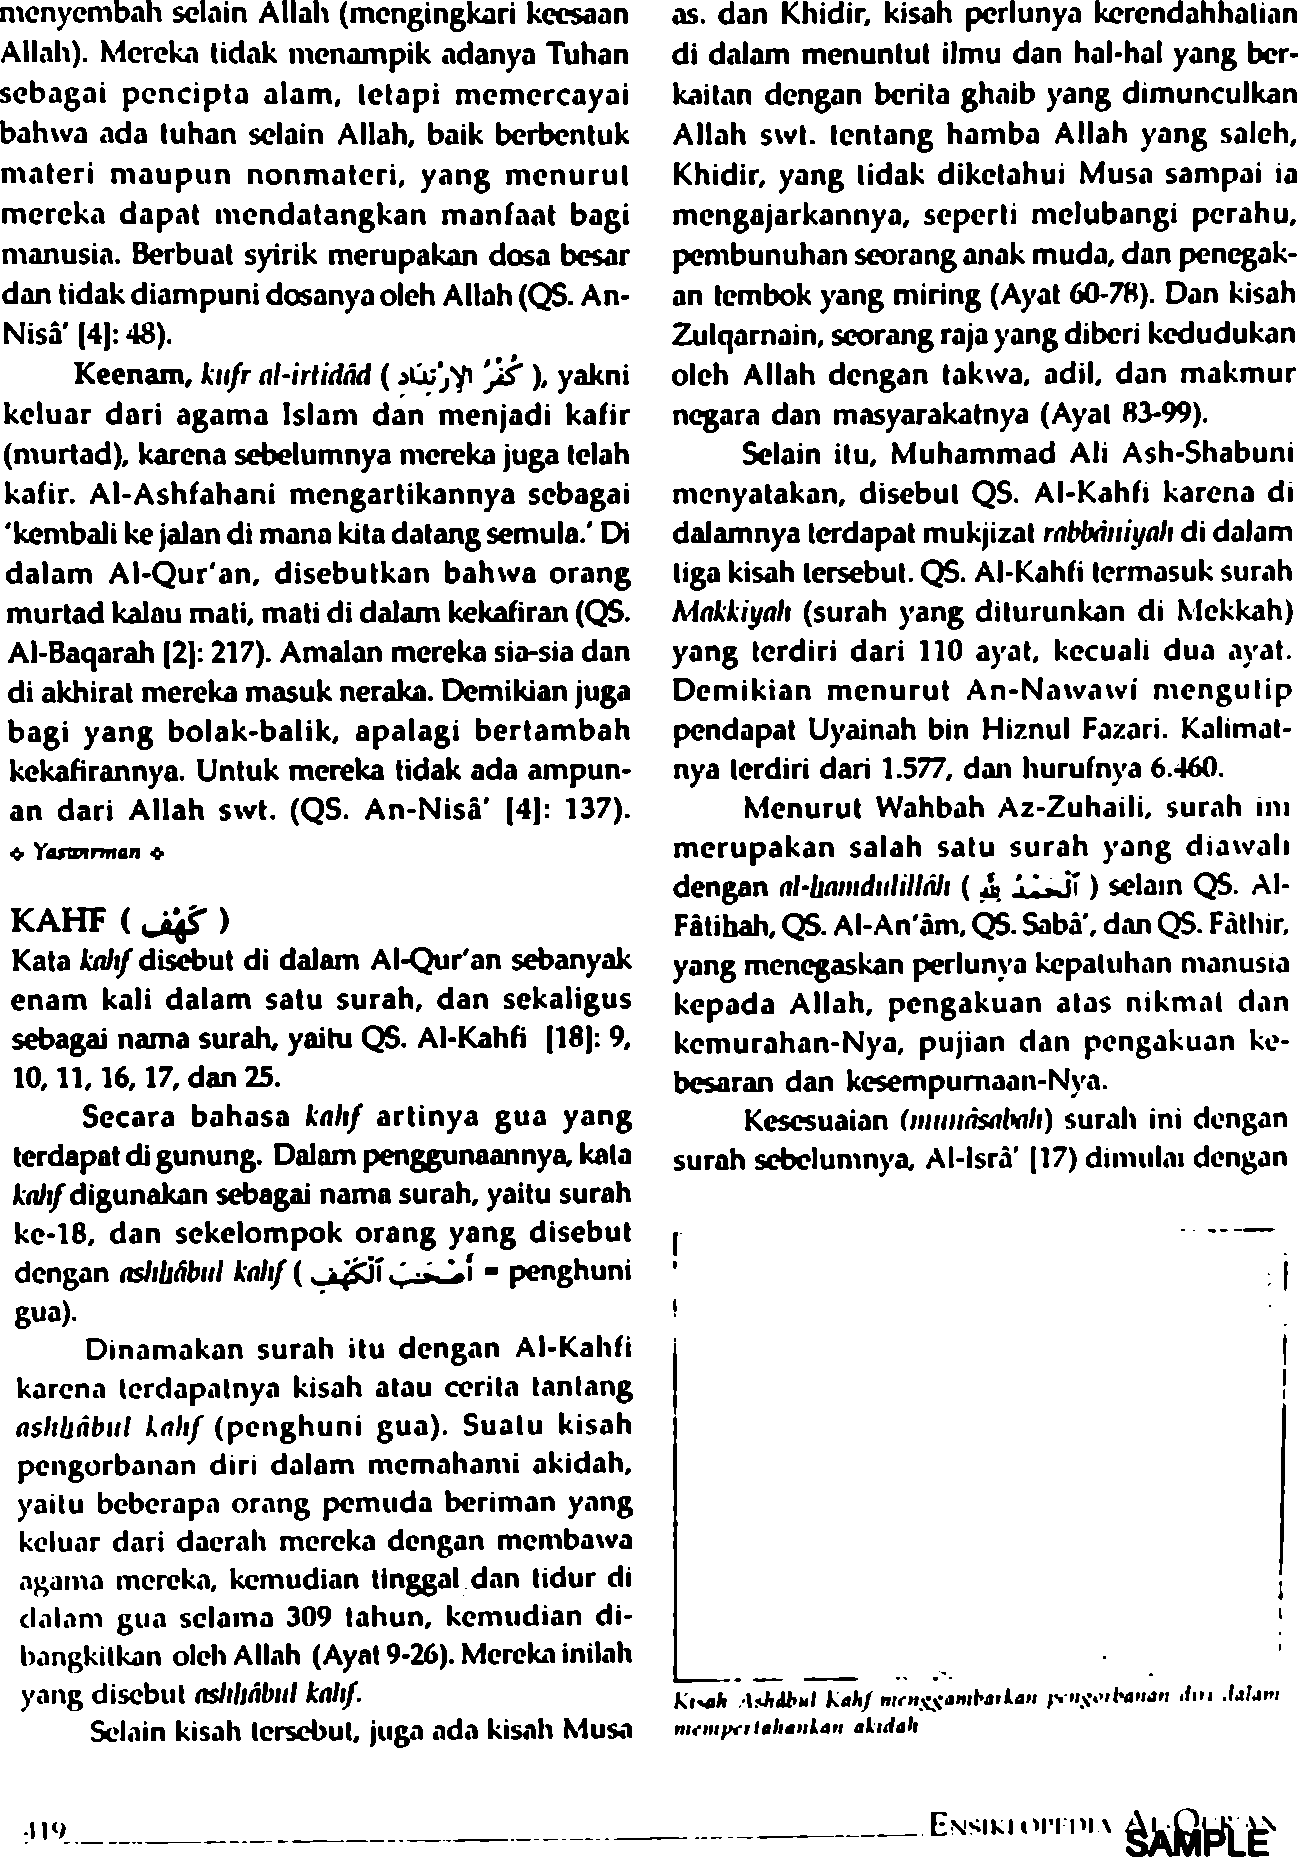 menyembah selain Allah (mengingkari keesaan
Allah). Mereka tidak menampik adanya Tuhan
sebagai pencipta alam, tetapi memercayai
bahwa ada tuhan selain Allah, baik berbentuk
materi maupun nonmateri, yang menurut
mereka dapat mendatangkan manfaat bagi
manusia. Berbuat syirik merupakan dosa besar
dan tidak diampuni dosanya oleh Allah (QS. An-
Nisâ' [4]: 48).
Keenam, kufr al-irtidâd ( كُفْرُ الْاِرْتِدَادِ ), yakni
keluar dari agama Islam dan menjadi kafir
(murtad), karena sebelumnya mereka juga telah
kafir. Al-Ashfahani mengartikannya sebagai
'kembali ke jalan di mana kita datang semula.' Di
dalam Al-Qur'an, disebutkan bahwa orang
murtad kalau mati, mati di dalam kekafiran (QS.
Al-Baqarah [2]: 217). Amalan mereka sia-sia dan
di akhirat mereka masuk neraka. Demikian juga
bagi yang bolak-balik, apalagi bertambah
kekafirannya. Untuk mereka tidak ada ampun-
an dari Allah swt. (QS. An-Nisâ' [4]: 137).
❖ Yasunrman ❖
KAHF ( كَهْف )
Kata kahf disebut di dalam Al-Qur'an sebanyak
enam kali dalam satu surah, dan sekaligus
sebagai nama surah, yaitu QS. Al-Kahfi [18]: 9,
10, 11, 16, 17, dan 25.
Secara bahasa kahf artinya gua yang
terdapat di gunung. Dalam penggunaannya, kata
kahf digunakan sebagai nama surah, yaitu surah
ke-18, dan sekelompok orang yang disebut
dengan ashhâbul kahf ( أَصْحَـٰبَ ٱلْكَهْفِ = penghuni
gua).
Dinamakan surah itu dengan Al-Kahfi
karena terdapatnya kisah atau cerita tantang
ashhâbul kahf (penghuni gua). Suatu kisah
pengorbanan diri dalam memahami akidah,
yaitu beberapa orang pemuda beriman yang
keluar dari daerah mereka dengan membawa
agama mereka, kemudian tinggal dan tidur di
dalam gua selama 309 tahun, kemudian di-
bangkitkan oleh Allah (Ayat 9-26). Mereka inilah
yang disebut ashhâbul kahf.
Selain kisah tersebut, juga ada kisah Musa
as. dan Khidir, kisah perlunya kerendahhatian
di dalam menuntut ilmu dan hal-hal yang ber-
kaitan dengan berita ghaib yang dimunculkan
Allah swt. tentang hamba Allah yang saleh,
Khidir, yang tidak diketahui Musa sampai ia
mengajarkannya, seperti melubangi perahu,
pembunuhan seorang anak muda, dan penegak-
an tembok yang miring (Ayat 60-78). Dan kisah
Zulqarnain, seorang raja yang diberi kedudukan
oleh Allah dengan takwa, adil, dan makmur
negara dan masyarakatnya (Ayat 83-99).
Selain itu, Muhammad Ali Ash-Shabuni
menyatakan, disebut QS. Al-Kahfi karena di
dalamnya terdapat mukjizat rabbâniyah di dalam
tiga kisah tersebut. QS. Al-Kahfi termasuk surah
Makkiyah (surah yang diturunkan di Mekkah)
yang terdiri dari 110 ayat, kecuali dua ayat.
Demikian menurut An-Nawawi mengutip
pendapat Uyainah bin Hiznul Fazari. Kalimat-
nya terdiri dari 1.577, dan hurufnya 6.460.
Menurut Wahbah Az-Zuhaili, surah ini
merupakan salah satu surah yang diawali
dengan al-hamdulillâh ( ٱلْحَمْدُ لِلَّهِ ) selain QS. Al-
Fâtihah, QS. Al-An'âm, QS. Sabâ', dan QS. Fâthir,
yang menegaskan perlunya kepatuhan manusia
kepada Allah, pengakuan atas nikmat dan
kemurahan-Nya, pujian dan pengakuan ke-
besaran dan kesempurnaan-Nya.
Kesesuaian (munâsabah) surah ini dengan
surah sebelumnya, Al-Isrâ' [17) dimulai dengan
Kisah Ashâbul Kahf menggambarkan pengorbanan diri dalam
mempertahankan akidah
419
ENSIKLOPEDIA AL-QUR'AN
SAMPLE